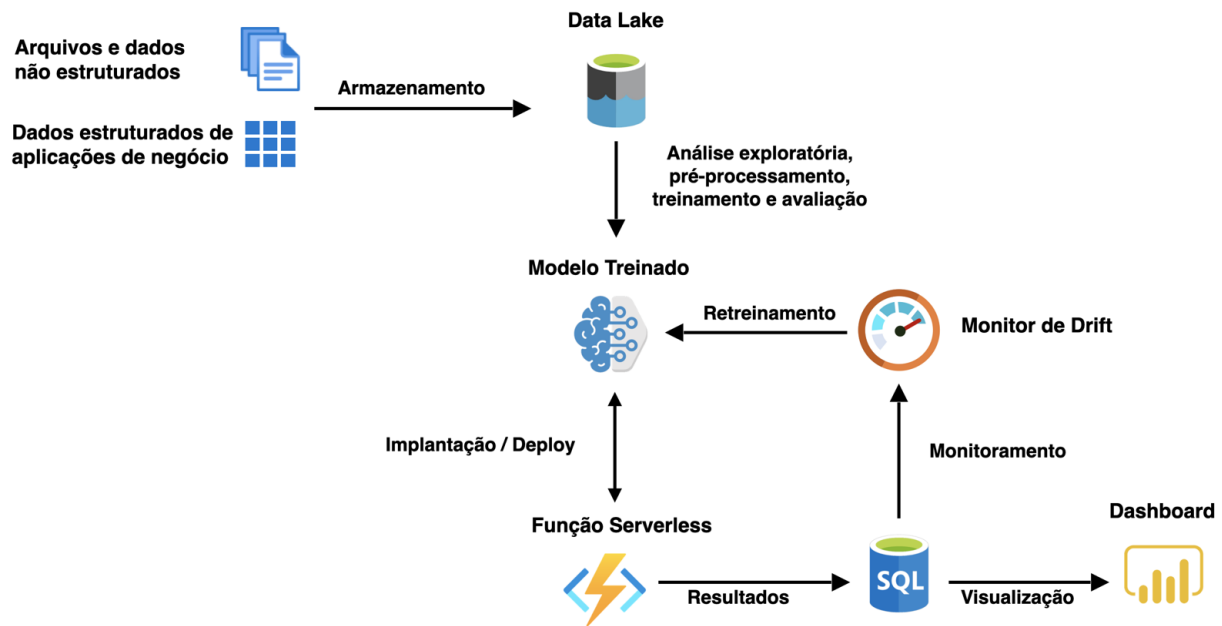 Data Lake
Arquivos e dados
não estruturados
Armazenamento
Dados estruturados de
aplicações de negócio
Análise exploratória,
pré-processamento,
treinamento e avaliação
Modelo Treinado
Retreinamento
Monitor de Drift
Implantação / Deploy
Monitoramento
Função Serverless
Dashboard
SQL
Resultados
Visualização